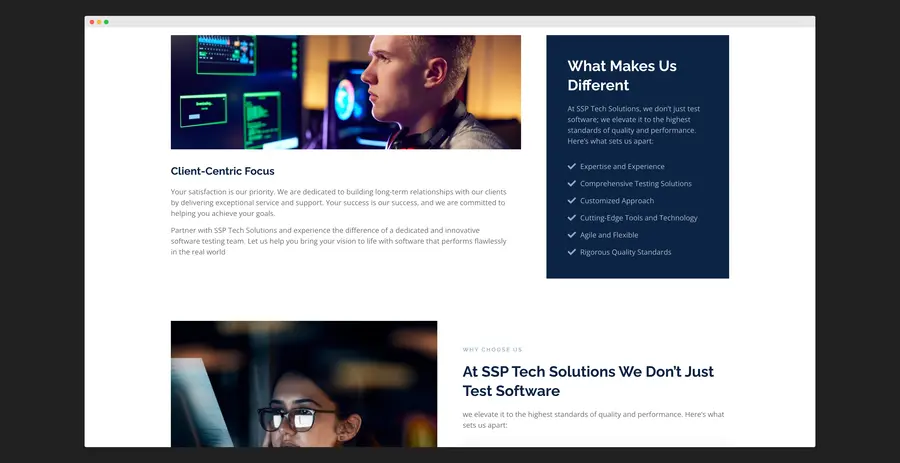 Client-Centric Focus
Your satisfaction is our priority. We are dedicated to building long-term relationships with our clients
by delivering exceptional service and support. Your success is our success, and we are committed to
helping you achieve your goals.
Partner with SSP Tech Solutions and experience the difference of a dedicated and innovative
software testing team. Let us help you bring your vision to life with software that performs flawlessly
in the real world
What Makes Us
Different
At SSP Tech Solutions, we don't just test
software; we elevate it to the highest
standards of quality and performance.
Here's what sets us apart:
Expertise and Experience
Comprehensive Testing Solutions
Customized Approach
Cutting-Edge Tools and Technology
Agile and Flexible
Rigorous Quality Standards
WHY CHOOSE US
At SSP Tech Solutions We Don't Just
Test Software
we elevate it to the highest standards of quality and performance. Here's what
sets us apart: